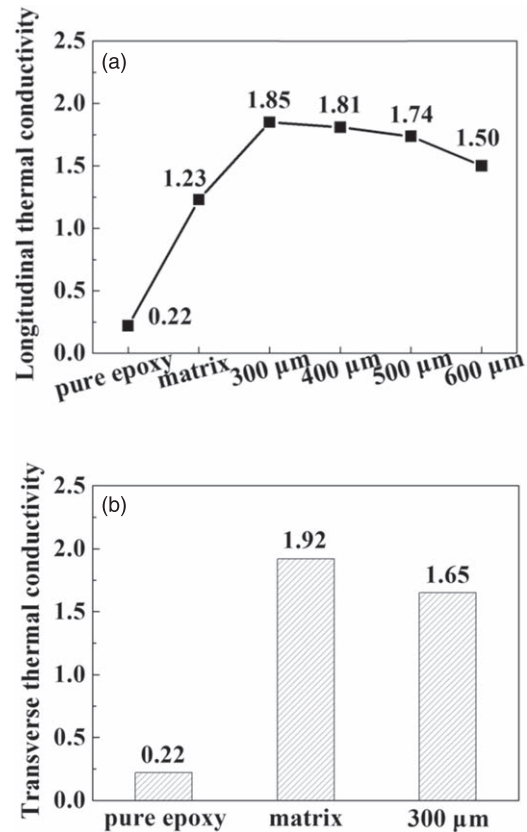 (a)
Longitudinal thermal conductivity
2.5
2.0
1.5
1.0
0.5
0.0
0.22
1.23
1.85
1.81
1.74
1.50
pure epoxy
matrix
300 μm
400 μm
500 μm
600 μm
(b)
Transverse thermal conductivity
2.5
2.0
1.5
1.0
0.5
0.0
0.22
1.92
1.65
pure epoxy
matrix
300 μm